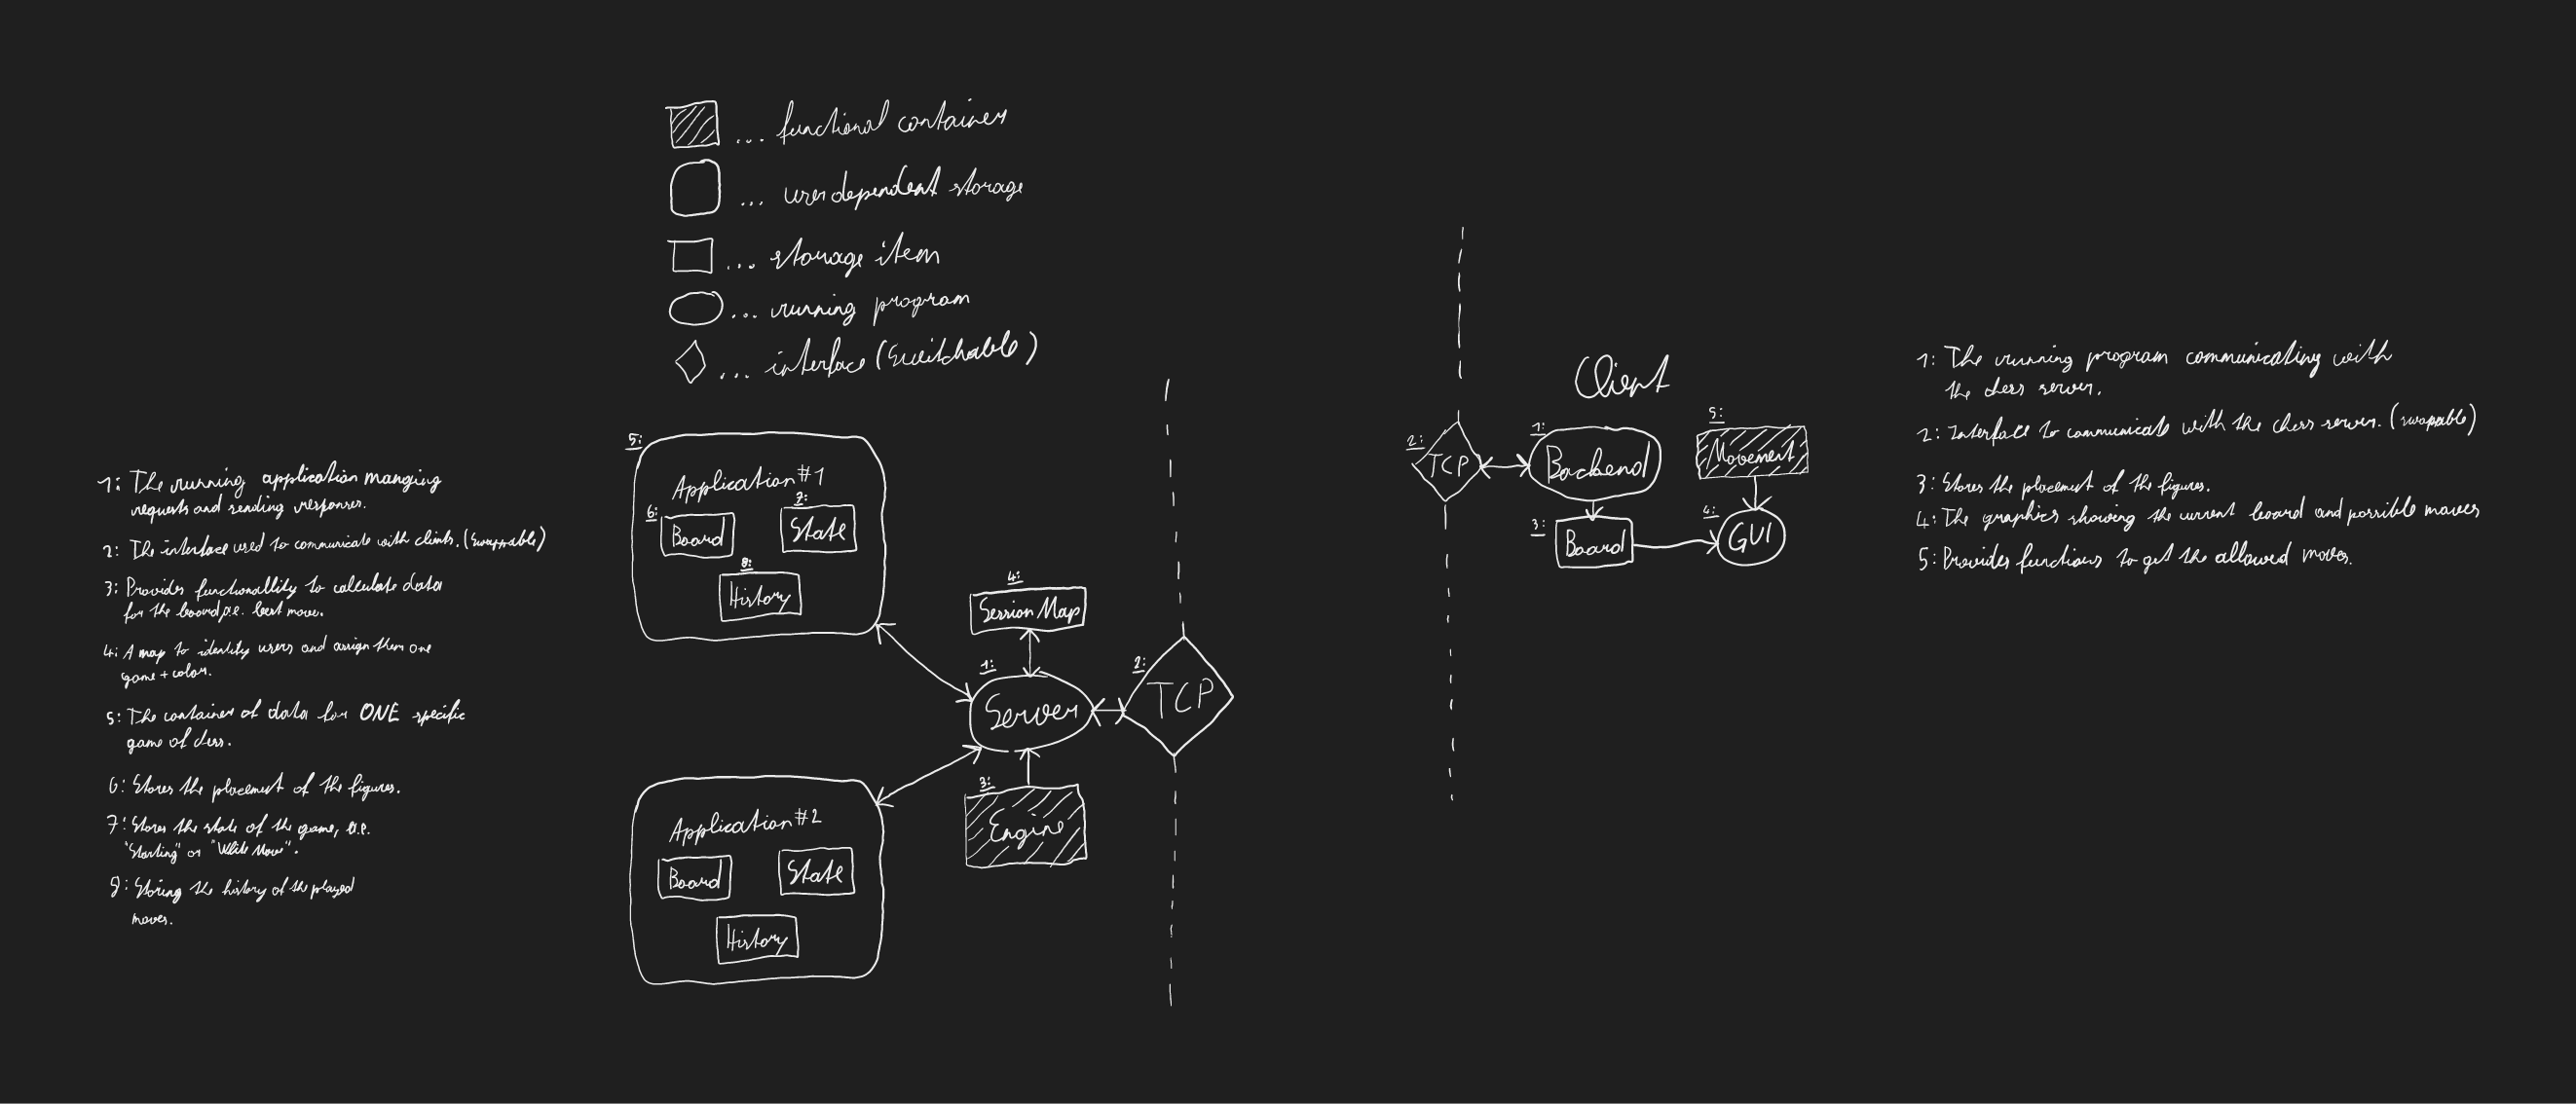 ... functional container
... userdependent storage
... storage item
... running program
... interface (switchable)
1: The running application manging
requests and sending responses.
2: The interface used to communicate with clients. (swappable)
3: Provides functionallity to calculate data
for the board, e. best move.
4: A map to identify users and assign them one
game + color.
5: The container of data for ONE specific
game of chess.
6: Stores the placement of the figures.
7: Stores the state of the game, i.e.
"Starting" or "White Move".
8: Storing the history of the played
moves.
5:
Application #1
6:
Board
7:
State
8:
History
Application #2
Board
State
History
4:
Session Map
1:
Server
2:
TCP
3:
Engine
Client
2:
TCP
1:
Backend
5:
Movement
3:
Board
4:
GUI
1: The running program communicating with
the chess server.
2: Interface to communicate with the chess server. (swapable)
3: Stores the placement of the figures.
4: The graphics showing the current board and possible moves
5: Provides functions to get the allowed moves.